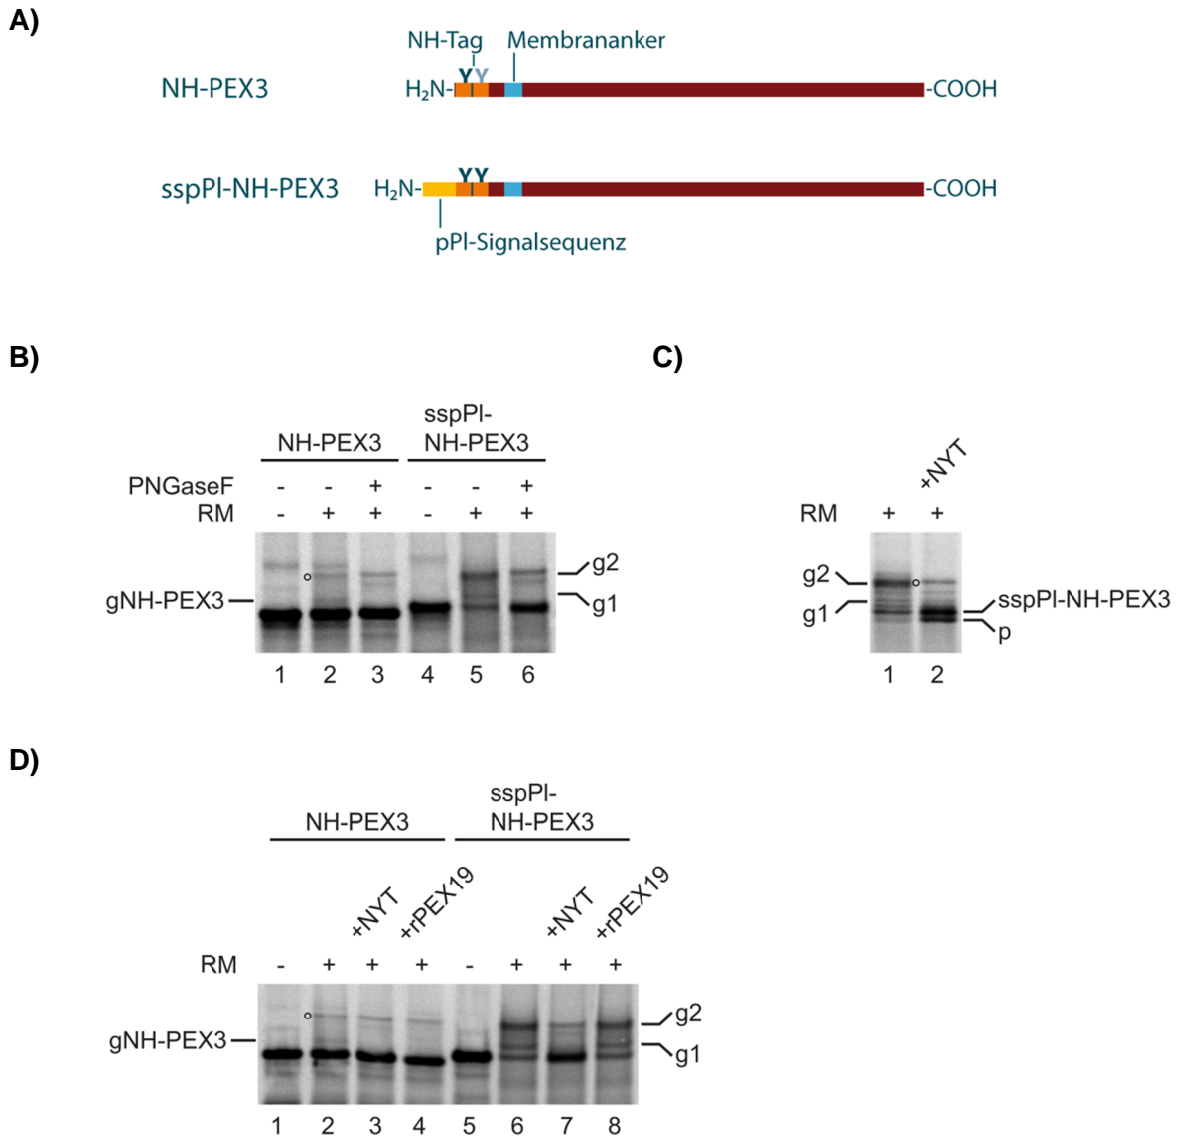 A)
NH-Tag Membrananker
Y Y
NH-PEX3 H₂N- -COOH
Y Y
sspPl-NH-PEX3 H₂N- -COOH
pPl-Signalsequenz
B)
sspPl-
NH-PEX3 NH-PEX3
PNGaseF - - + - - +
RM - + + - + +
gNH-PEX3
g2
g1
1 2 3 4 5 6
C)
+NYT
RM + +
g2
g1
sspPl-NH-PEX3
p
1 2
D)
sspPl-
NH-PEX3 NH-PEX3
+NYT +rPEX19 +NYT +rPEX19
RM - + + + - + + +
gNH-PEX3
g2
g1
1 2 3 4 5 6 7 8